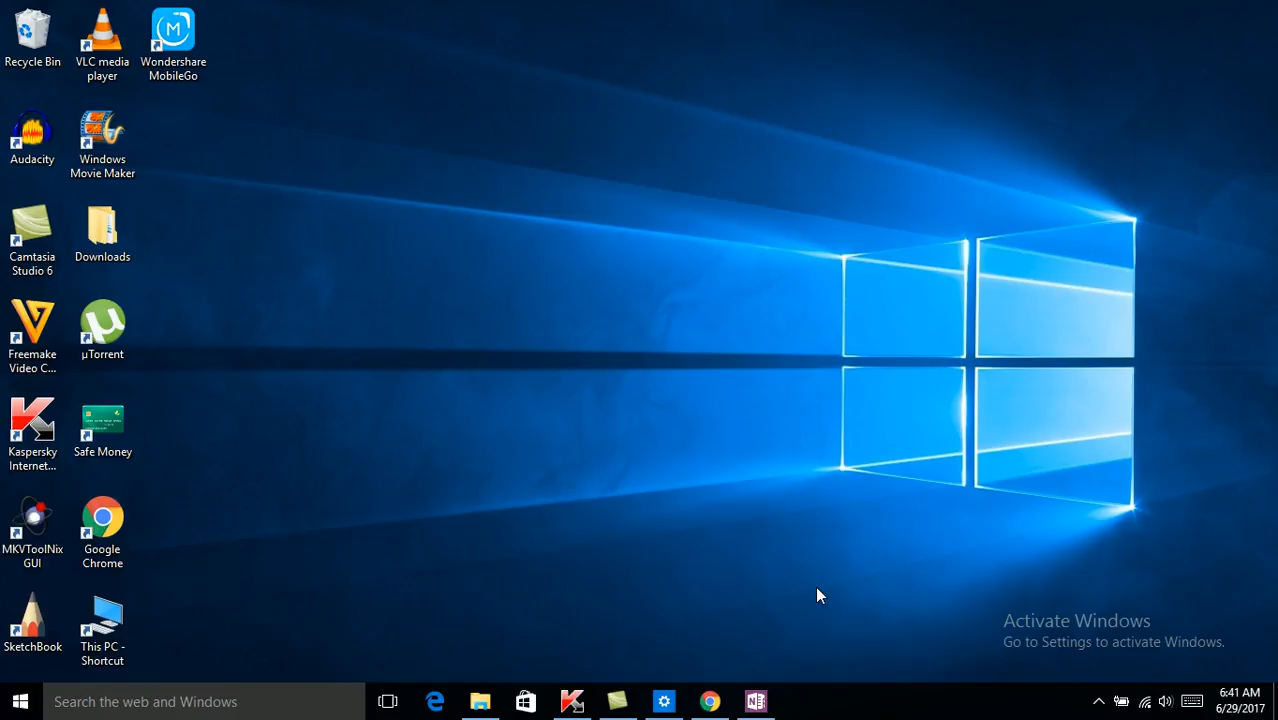 Recycle Bin
VLC media
player
Wondershare
MobileGo
Audacity
Windows
Movie Maker
Camtasia
Studio 6
Downloads
Freemake
Video C...
µTorrent
Kaspersky
Internet...
Safe Money
MKVToolNix
GUI
Google
Chrome
SketchBook
This PC -
Shortcut
Activate Windows
Go to Settings to activate Windows.
Search the web and Windows
6:41 AM
6/29/2017